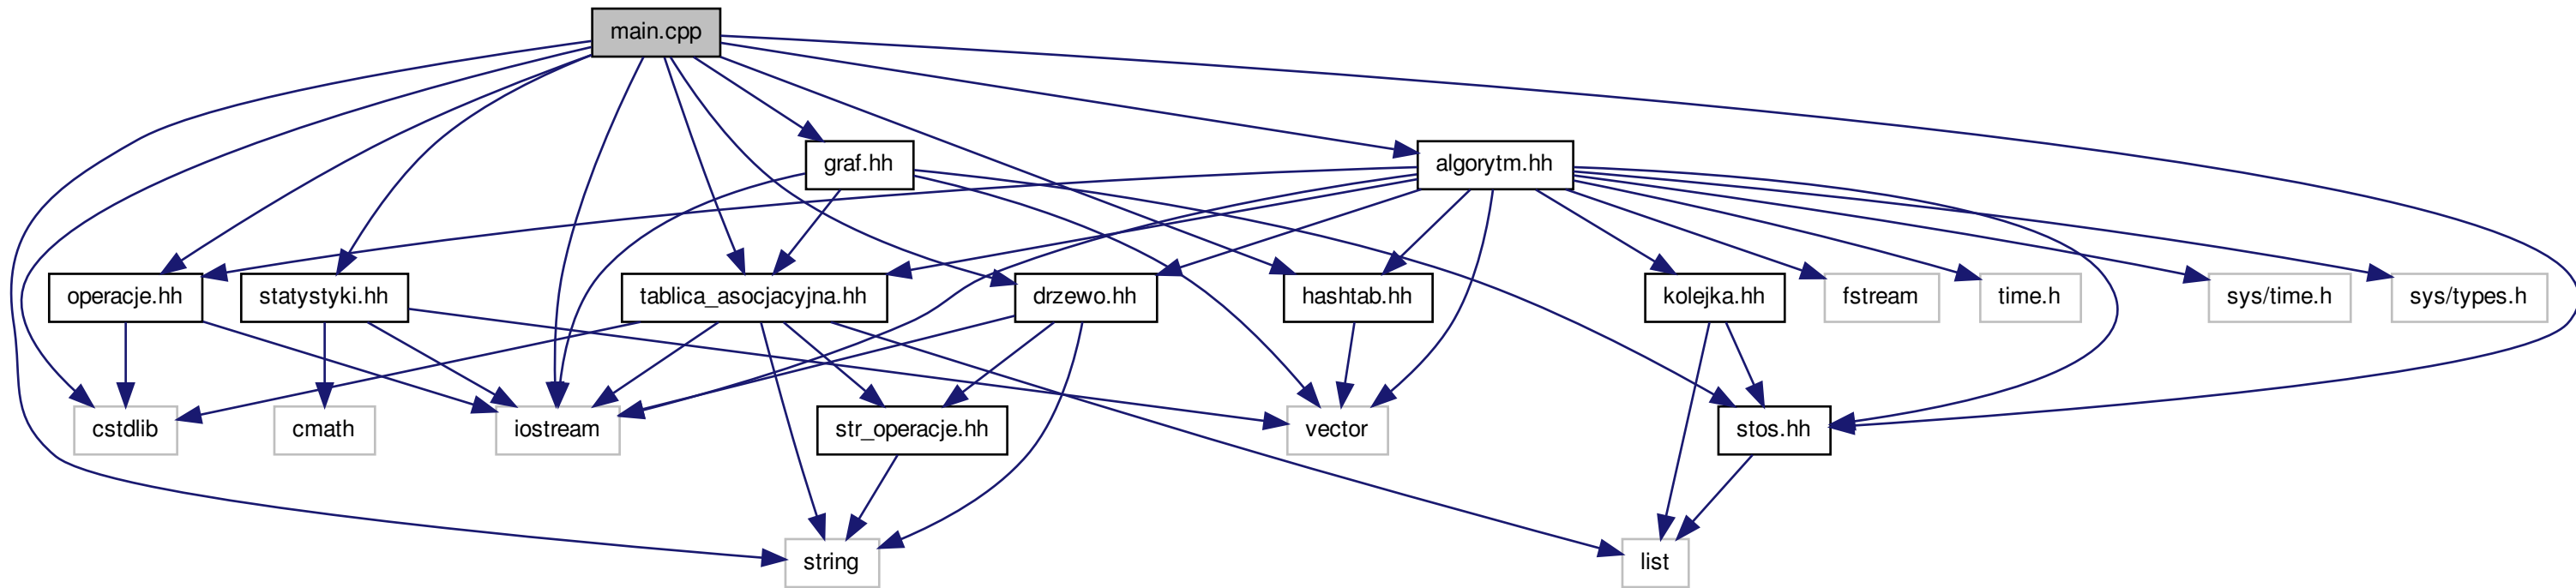 main.cpp
graf.hh
algorytm.hh
operacje.hh
statystyki.hh
tablica_asocjacyjna.hh
drzewo.hh
hashtab.hh
kolejka.hh
fstream
time.h
sys/time.h
sys/types.h
cstdlib
cmath
iostream
str_operacje.hh
vector
stos.hh
string
list